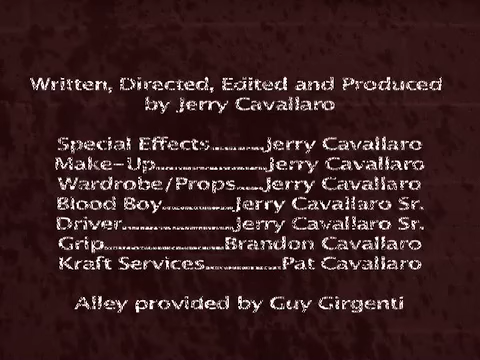 Written, Directed, Edited and Produced
by Jerry Cavallaro
Special Effects..........Jerry Cavallaro
Make-Up......................Jerry Cavallaro
Wardrobe/Props.....Jerry Cavallaro
Blood Boy..............Jerry Cavallaro Sr.
Driver......................Jerry Cavallaro Sr.
Grip.......................Brandon Cavallaro
Kraft Services...............Pat Cavallaro
Alley provided by Guy Girgenti